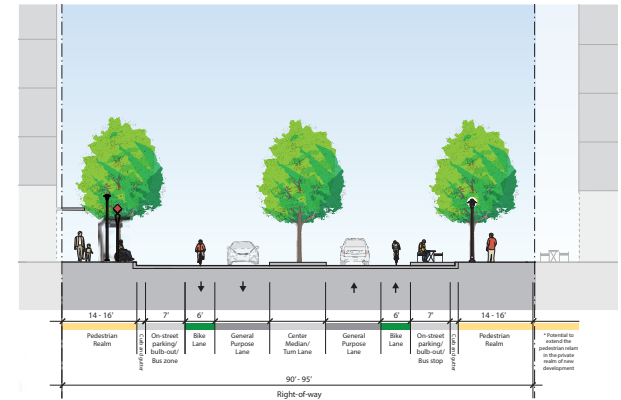 14 - 16'
7'
6'
6'
7'
14 - 16'
Pedestrian
Realm
Curb and gutter
On-street
parking/
bulb-out/
Bus zone
Bike
Lane
General
Purpose
Lane
Center
Median/
Turn Lane
General
Purpose
Lane
Bike
Lane
On-street
parking/
bulb-out/
Bus stop
Curb and gutter
Pedestrian
Realm
* Potential to
extend the
pedestrian relam
in the private
realm of new
development
90' - 95'
Right-of-way